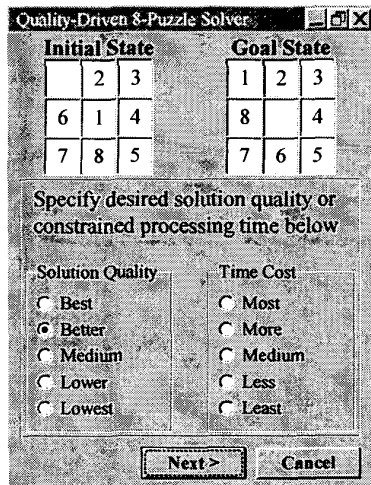 Quality-Driven 8-Puzzle Solver
Initial State Goal State
2 3 1 2 3
6 1 4 8 4
7 8 5 7 6 5
Specify desired solution quality or
constrained processing time below
Solution Quality Time Cost
Best Most
Better More
Medium Medium
Lower Less
Lowest Least
Next > Cancel